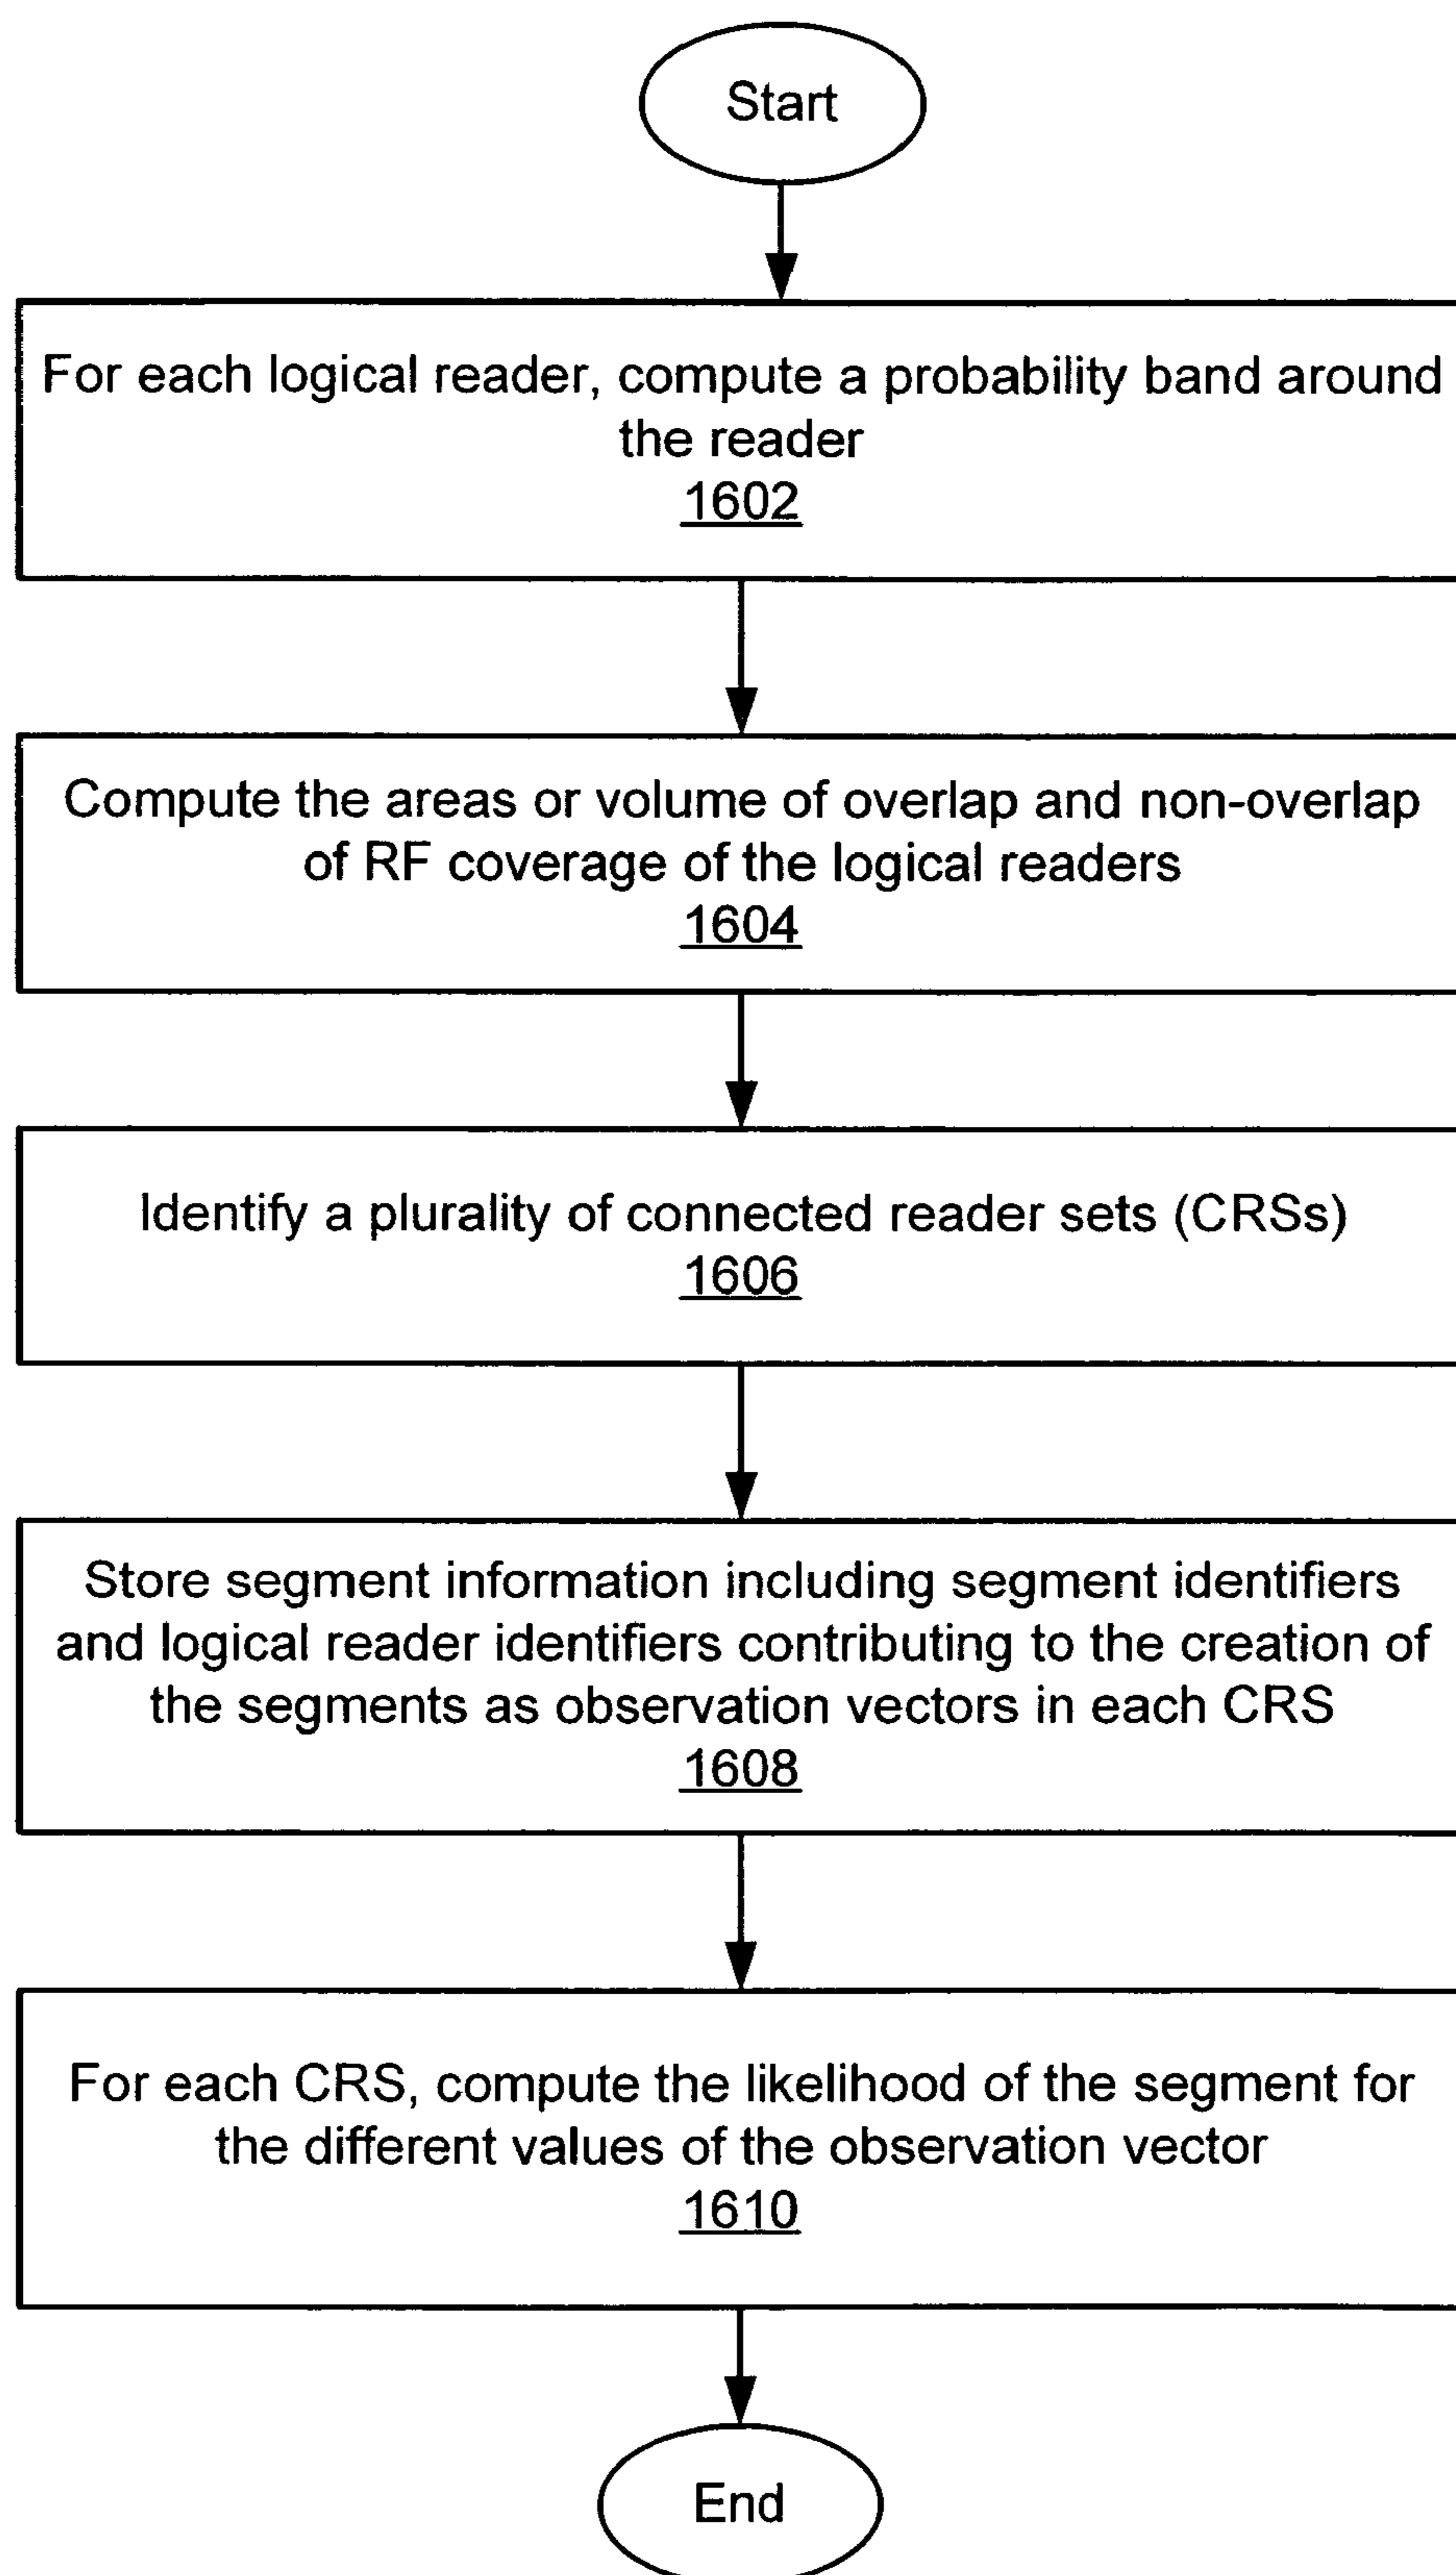 Start
For each logical reader, compute a probability band around
the reader
1602
Compute the areas or volume of overlap and non-overlap
of RF coverage of the logical readers
1604
Identify a plurality of connected reader sets (CRSs)
1606
Store segment information including segment identifiers
and logical reader identifiers contributing to the creation of
the segments as observation vectors in each CRS
1608
For each CRS, compute the likelihood of the segment for
the different values of the observation vector
1610
End